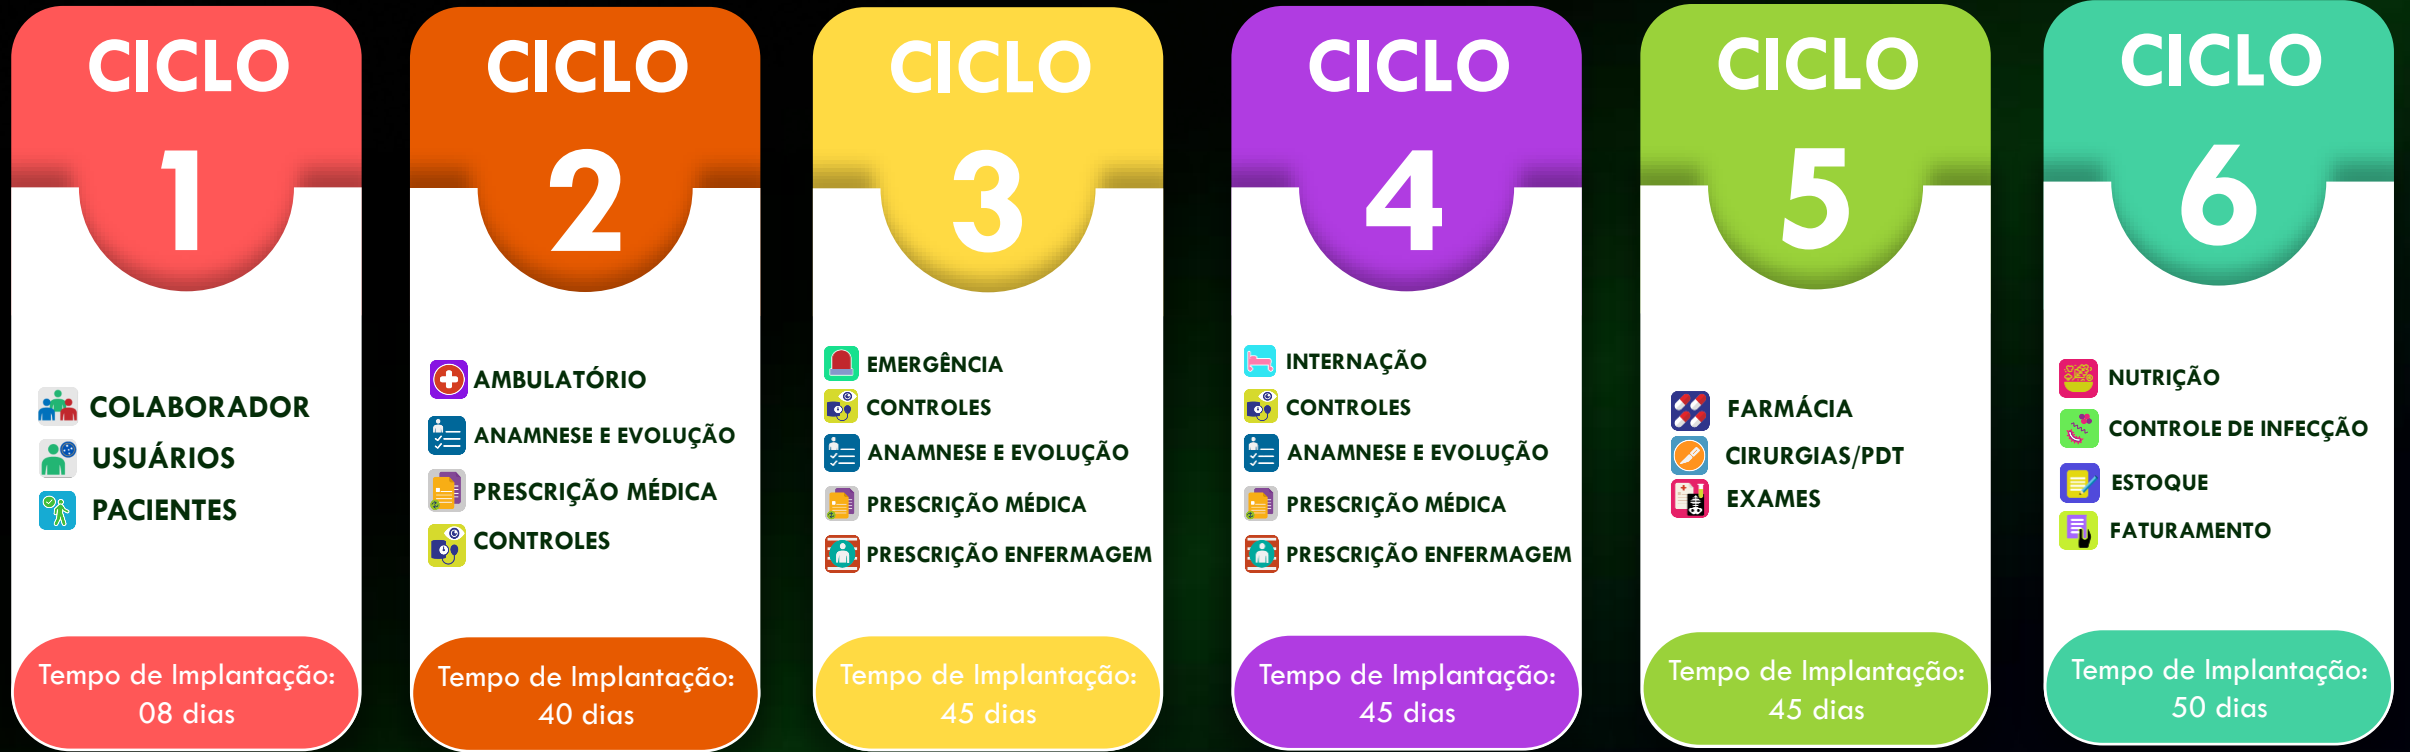 CICLO
1
COLABORADOR
USUÁRIOS
PACIENTES
Tempo de Implantação:
08 dias
CICLO
2
AMBULATÓRIO
ANAMNESE E EVOLUÇÃO
PRESCRIÇÃO MÉDICA
CONTROLES
Tempo de Implantação:
40 dias
CICLO
3
EMERGÊNCIA
CONTROLES
ANAMNESE E EVOLUÇÃO
PRESCRIÇÃO MÉDICA
PRESCRIÇÃO ENFERMAGEM
Tempo de Implantação:
45 dias
CICLO
4
INTERNAÇÃO
CONTROLES
ANAMNESE E EVOLUÇÃO
PRESCRIÇÃO MÉDICA
PRESCRIÇÃO ENFERMAGEM
Tempo de Implantação:
45 dias
CICLO
5
FARMÁCIA
CIRURGIAS/PDT
EXAMES
Tempo de Implantação:
45 dias
CICLO
6
NUTRIÇÃO
CONTROLE DE INFECÇÃO
ESTOQUE
FATURAMENTO
Tempo de Implantação:
50 dias